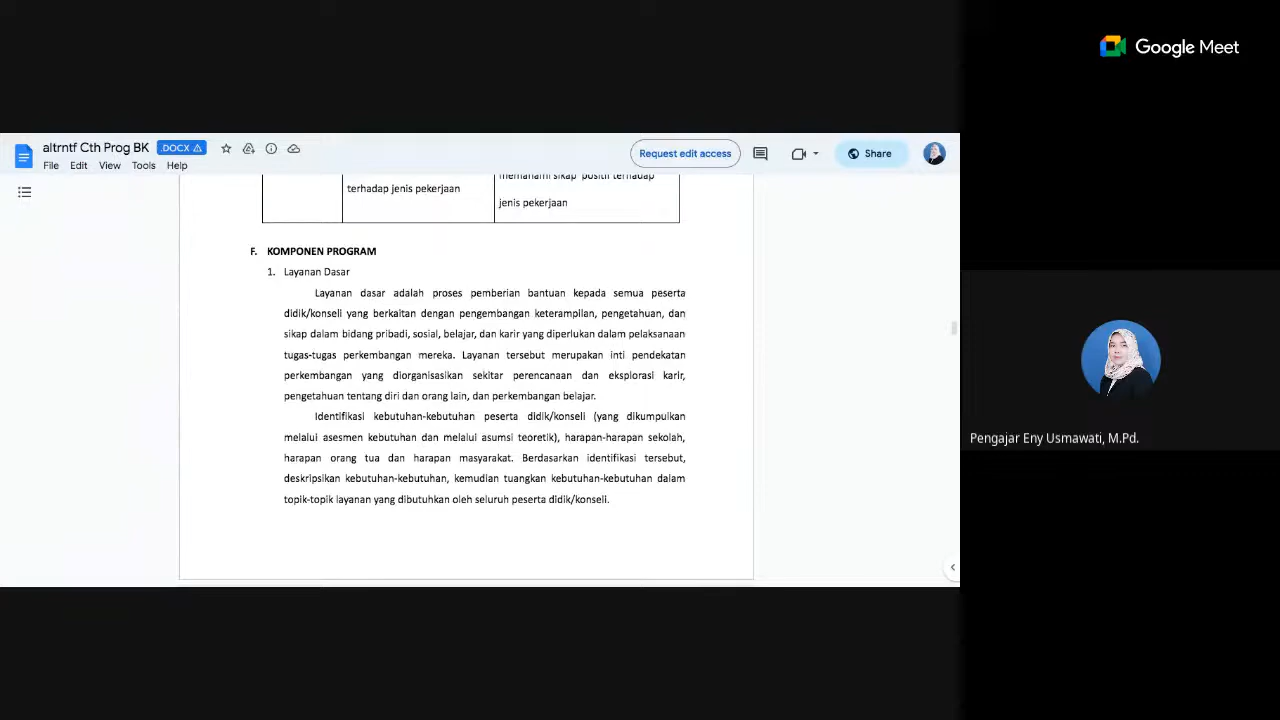 Google Meet
altrntf Cth Prog BK .DOCX
Request edit access
Share
File Edit View Tools Help
terhadap jenis pekerjaan
memahami sikap positif terhadap
jenis pekerjaan
F. KOMPONEN PROGRAM
1. Layanan Dasar
Layanan dasar adalah proses pemberian bantuan kepada semua peserta
didik/konseli yang berkaitan dengan pengembangan keterampilan, pengetahuan, dan
sikap dalam bidang pribadi, sosial, belajar, dan karir yang diperlukan dalam pelaksanaan
tugas-tugas perkembangan mereka. Layanan tersebut merupakan inti pendekatan
perkembangan yang diorganisasikan sekitar perencanaan dan eksplorasi karir,
pengetahuan tentang diri dan orang lain, dan perkembangan belajar.
Identifikasi kebutuhan-kebutuhan peserta didik/konseli (yang dikumpulkan
melalui asesmen kebutuhan dan melalui asumsi teoretik), harapan-harapan sekolah,
harapan orang tua dan harapan masyarakat. Berdasarkan identifikasi tersebut,
deskripsikan kebutuhan-kebutuhan, kemudian tuangkan kebutuhan-kebutuhan dalam
topik-topik layanan yang dibutuhkan oleh seluruh peserta didik/konseli.
Pengajar Eny Usmawati, M.Pd.